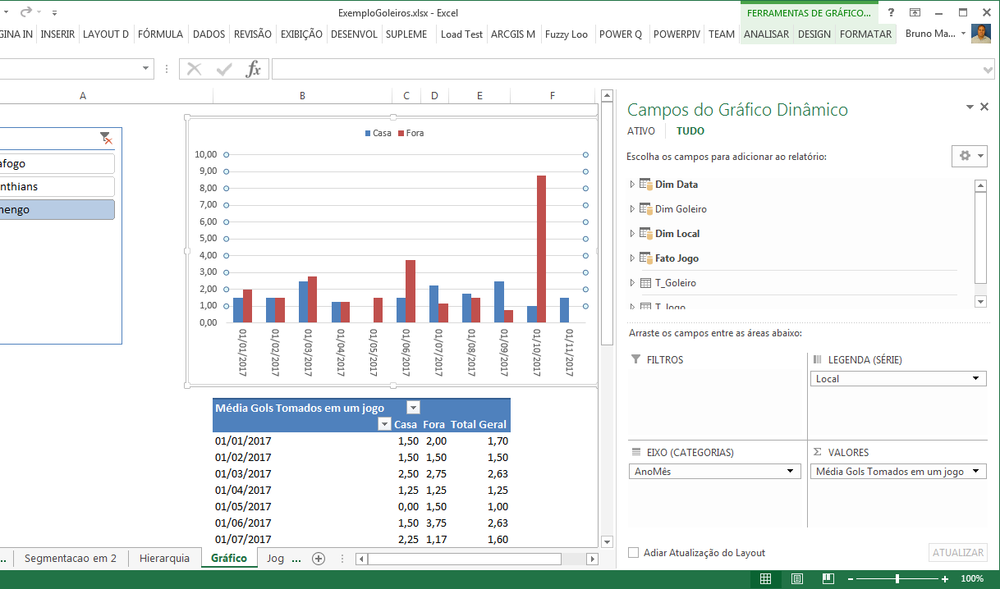 ExemploGoleiros.xlsx - Excel
FERRAMENTAS DE GRÁFICO...
?
GINA IN INSERIR LAYOUT D FÓRMULA DADOS REVISÃO EXIBIÇÃO DESENVOL SUPLEME Load Test ARCGIS M Fuzzy Loo POWER Q POWERPIV TEAM ANALISAR DESIGN FORMATAR Bruno Ma...
fx
A B C D E F
afogo
nthians
nengo
Casa Fora
10,00
9,00
8,00
7,00
6,00
5,00
4,00
3,00
2,00
1,00
0,00
01/01/2017
01/02/2017
01/03/2017
01/04/2017
01/05/2017
01/06/2017
01/07/2017
01/08/2017
01/09/2017
01/10/2017
01/11/2017
Média Gols Tomados em um jogo
Casa Fora Total Geral
01/01/2017 1,50 2,00 1,70
01/02/2017 1,50 1,50 1,50
01/03/2017 2,50 2,75 2,63
01/04/2017 1,25 1,25 1,25
01/05/2017 0,00 1,50 1,00
01/06/2017 1,50 3,75 2,63
01/07/2017 2,25 1,17 1,60
Campos do Gráfico Dinâmico
ATIVO TUDO
Escolha os campos para adicionar ao relatório:
Dim Data
Dim Goleiro
Dim Local
Fato Jogo
T_Goleiro
T_Jogo
Arraste os campos entre as áreas abaixo:
FILTROS
LEGENDA (SÉRIE)
Local
EIXO (CATEGORIAS)
AnoMês
Σ VALORES
Média Gols Tomados em um jogo
Adiar Atualização do Layout
ATUALIZAR
... Segmentacao em 2 Hierarquia Gráfico Jog ...
100%